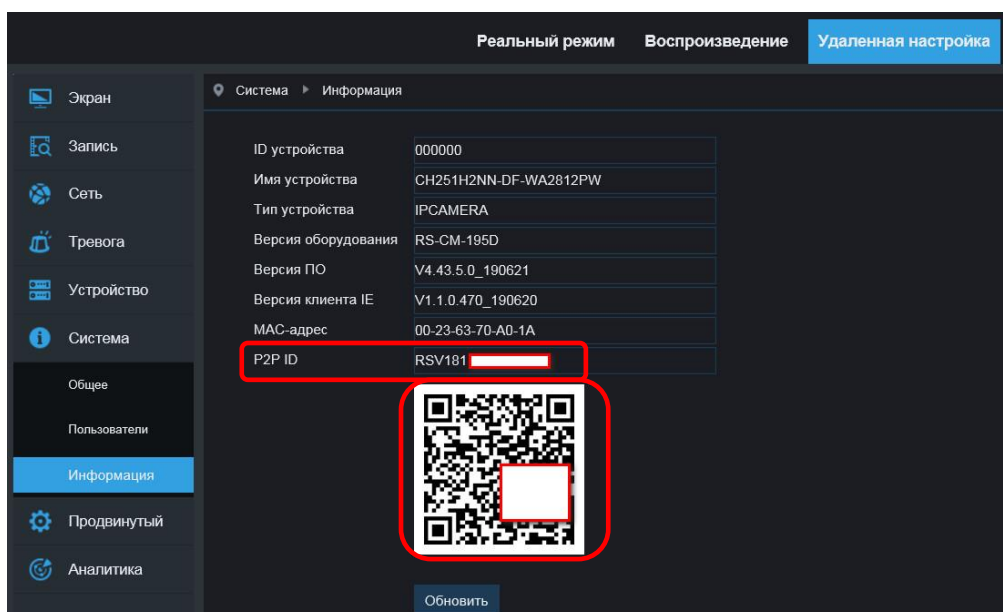 Реальный режим Воспроизведение Удаленная настройка
Система Информация
Экран
Запись
Сеть
Тревога
Устройство
Система
Общее
Пользователи
Информация
Продвинутый
Аналитика
ID устройства 000000
Имя устройства CH251H2NN-DF-WA2812PW
Тип устройства IPCAMERA
Версия оборудования RS-CM-195D
Версия ПО V4.43.5.0_190621
Версия клиента IE V1.1.0.470_190620
MAC-адрес 00-23-63-70-A0-1A
P2P ID RSV181
Обновить